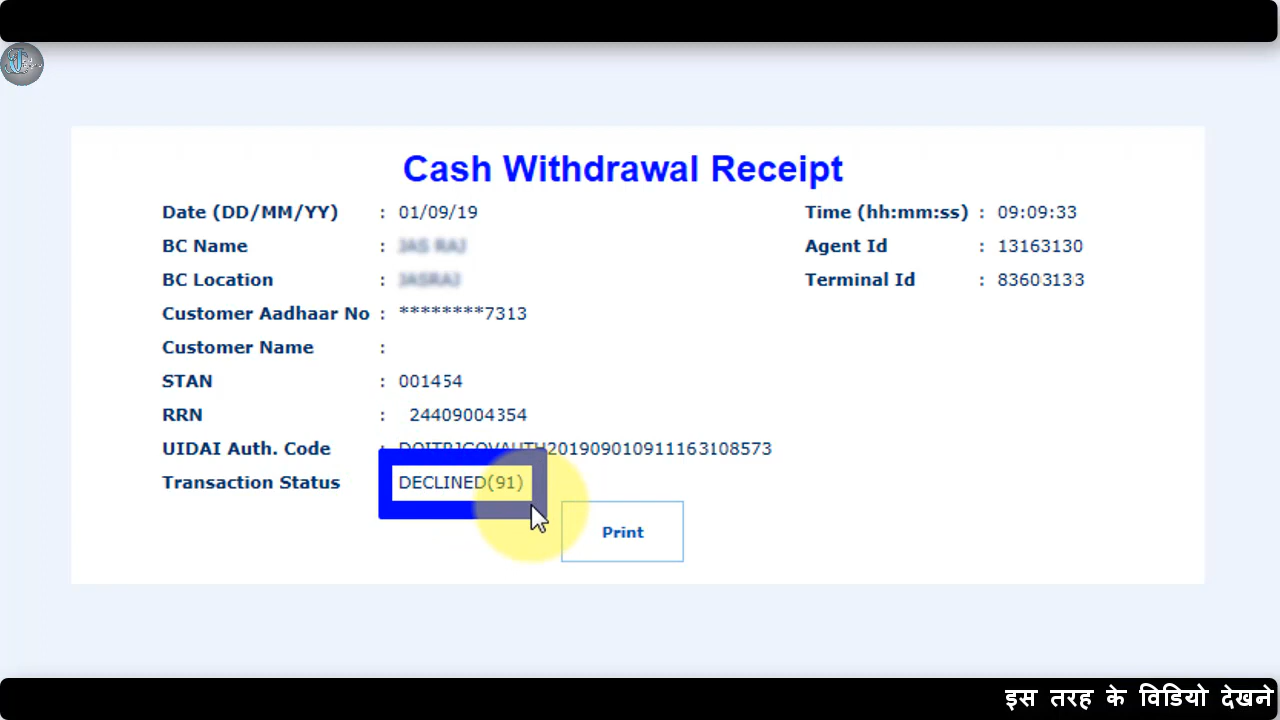 Cash Withdrawal Receipt
Date (DD/MM/YY) : 01/09/19 Time (hh:mm:ss) : 09:09:33
BC Name : Agent Id : 13163130
BC Location : Terminal Id : 83603133
Customer Aadhaar No : ********7313
Customer Name :
STAN : 001454
RRN : 24409004354
UIDAI Auth. Code :
Transaction Status DECLINED(91)
Print
इस तरह के विडियो देखने